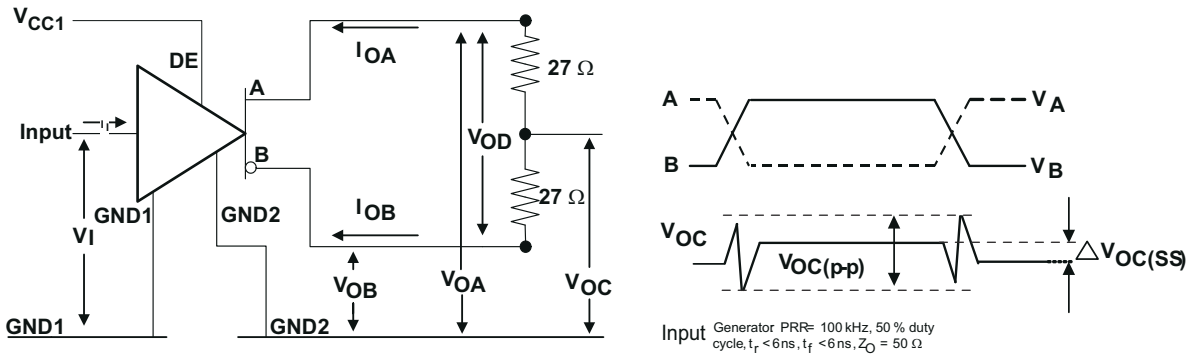 VCC1
DE
A
IOA
27 Ω
Input
II
B
VOD
27 Ω
GND1
GND2
VI
IOB
VOB
VOA
VOC
GND1
GND2
A
VA
B
VB
VOC
VOC(p-p)
△VOC(SS)
Input Generator PRR= 100 kHz, 50 % duty
cycle, tr < 6ns, tf < 6ns, ZO = 50 Ω